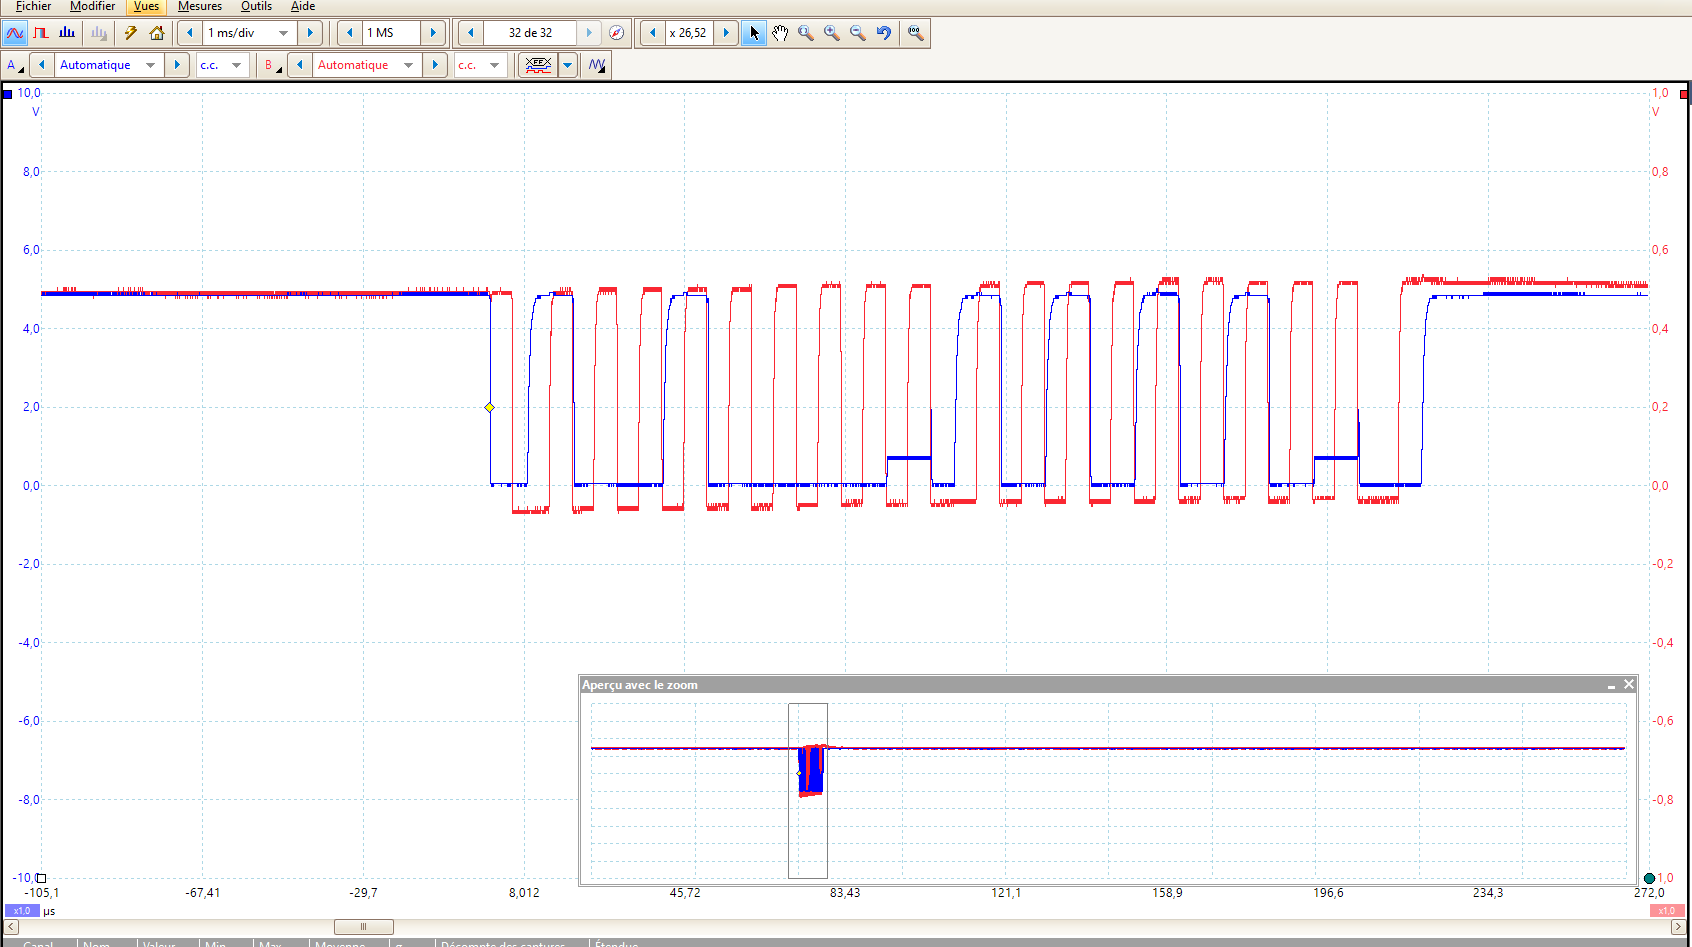 Fichier Modifier Vues Mesures Outils Aide
1 ms/div 1 MS 32 de 32 x 26,52
A Automatique c.c. B Automatique c.c.
10,0 1,0
V V
8,0 0,8
6,0 0,6
4,0 0,4
2,0 0,2
0,0 0,0
-2,0 -0,2
-4,0 -0,4
Aperçu avec le zoom
-6,0 -0,6
-8,0 -0,8
-10,0 1,0
-105,1 -67,41 -29,7 8,012 45,72 83,43 121,1 158,9 196,6 234,3 272,0
x1,0 µs x1,0
Canal Nom Valeur Min Max Moyenne σ Décompte des captures Étendue